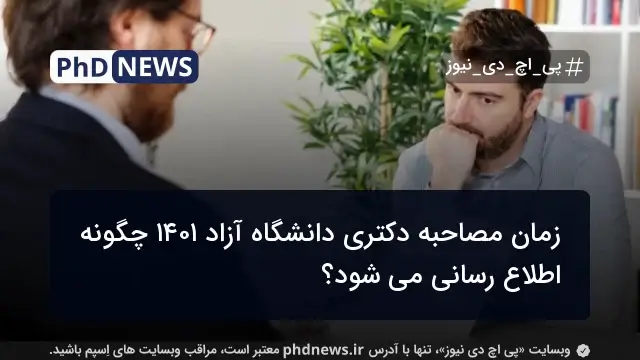 PhD NEWS
#پی_اچ_دی_نیوز
زمان مصاحبه دکتری دانشگاه آزاد ۱۴۰۱ چگونه
اطلاع رسانی می شود؟
وبسایت «پی اچ دی نیوز»، تنها با آدرس phdnews.ir معتبر است، مراقب وبسایت های اِسپم باشید.